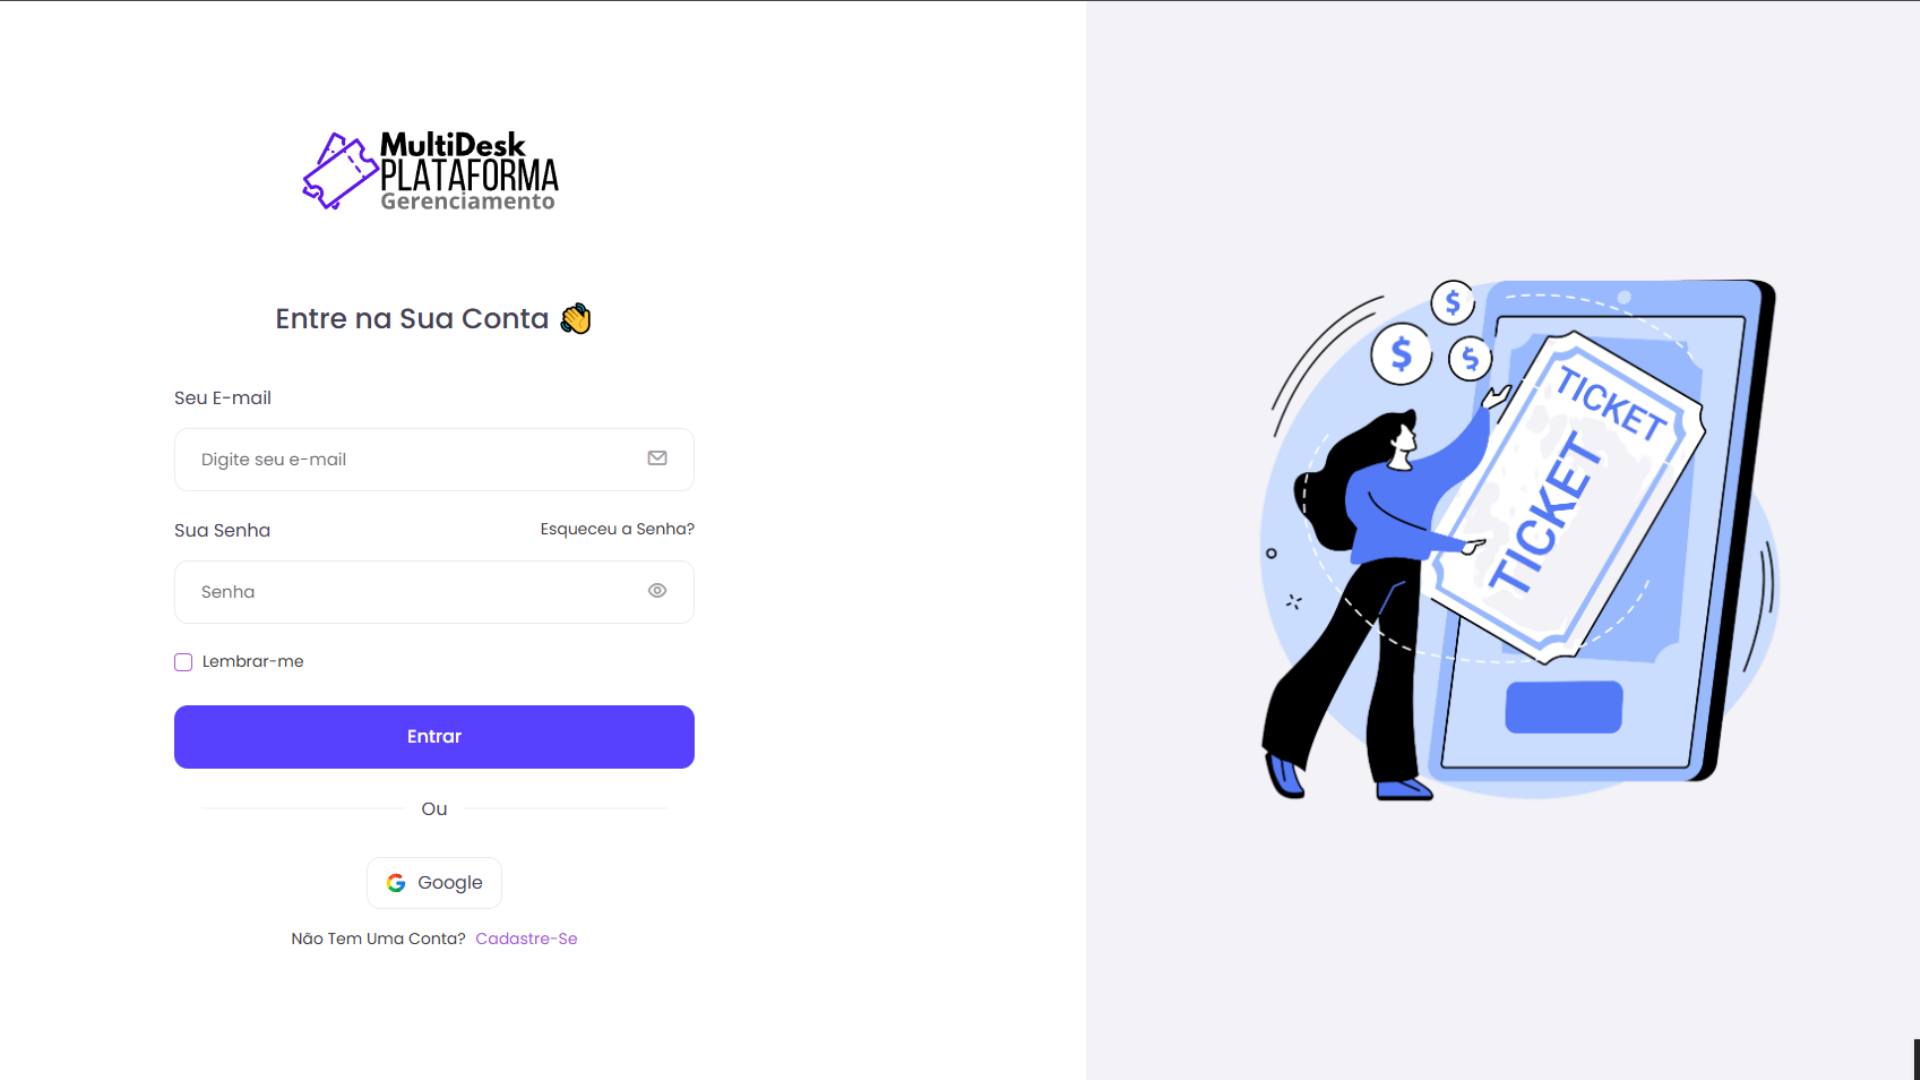 MultiDesk
PLATAFORMA
Gerenciamento
Entre na Sua Conta 👋
Seu E-mail
Digite seu e-mail
Sua Senha
Esqueceu a Senha?
Senha
Lembrar-me
Entrar
Ou
Google
Não Tem Uma Conta? Cadastre-Se
$
$
$
TICKET
TICKET